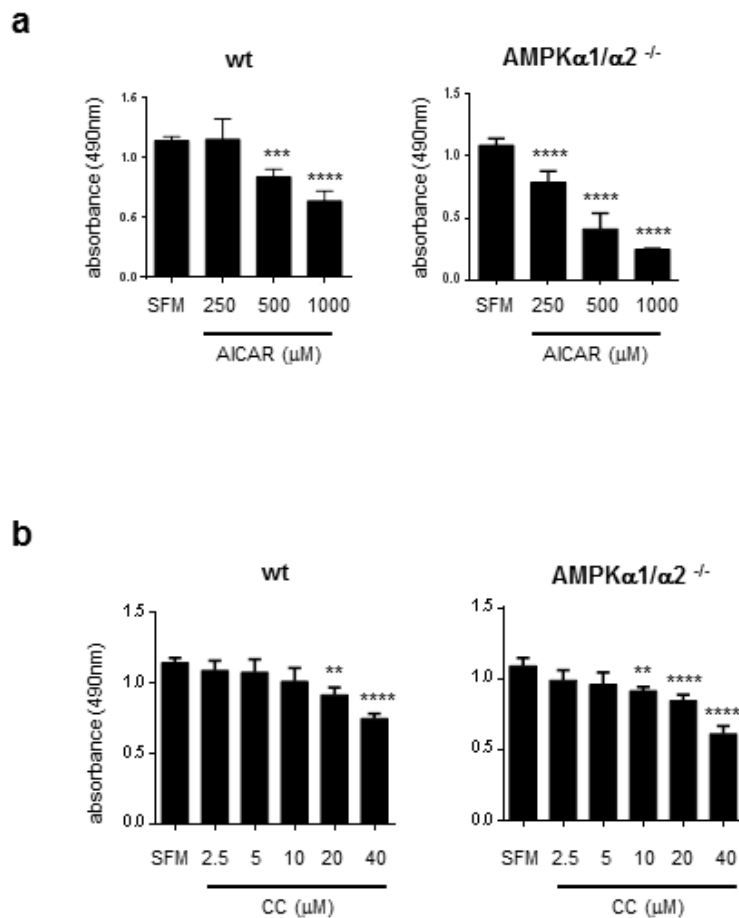 a
wt
AMPKα1/α2 -/-
absorbance (490nm)
1.6
1.0
0.6
0.0
***
****
SFM 250 500 1000
AICAR (µM)
absorbance (490nm)
1.5
1.0
0.5
0.0
****
****
****
SFM 250 500 1000
AICAR (µM)
b
wt
AMPKα1/α2 -/-
absorbance (490nm)
1.5
1.0
0.5
0.0
**
****
SFM 2.5 5 10 20 40
CC (µM)
1.5
1.0
0.5
0.0
**
****
****
SFM 2.5 5 10 20 40
CC (µM)